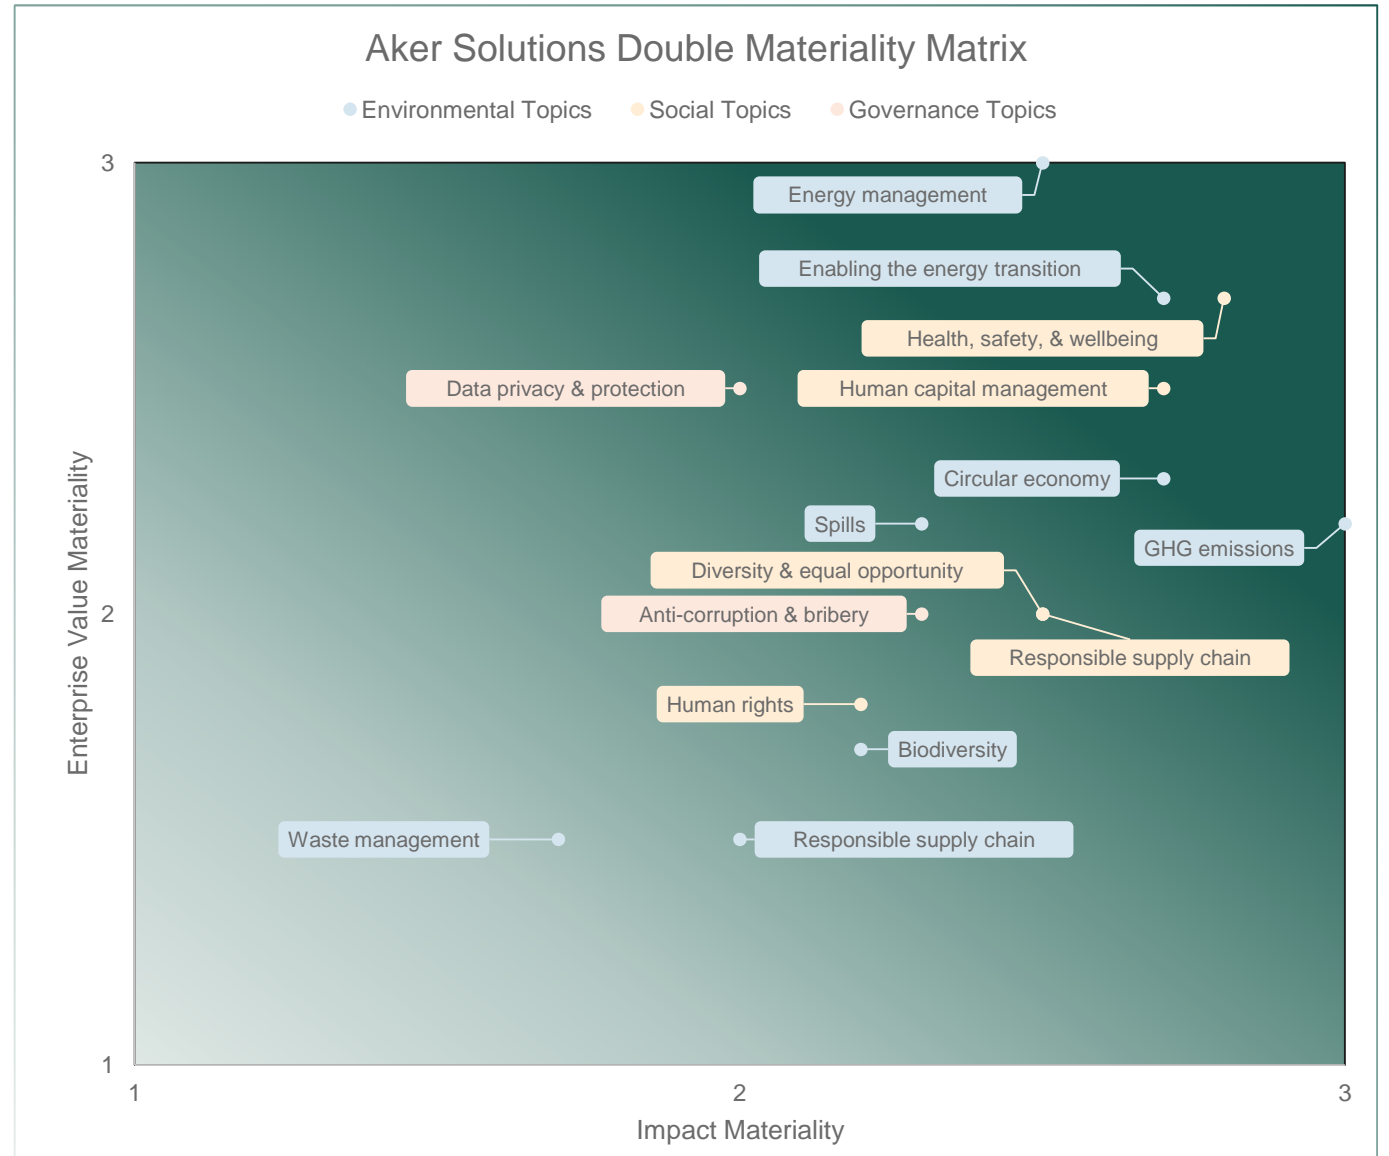 Aker Solutions Double Materiality Matrix
Environmental Topics Social Topics Governance Topics
3
Energy management
Enabling the energy transition
Health, safety, & wellbeing
Data privacy & protection
Human capital management
Circular economy
Spills
GHG emissions
Diversity & equal opportunity
Enterprise Value Materiality
2
Anti-corruption & bribery
Responsible supply chain
Human rights
Biodiversity
Waste management
Responsible supply chain
1
1 2 3
Impact Materiality